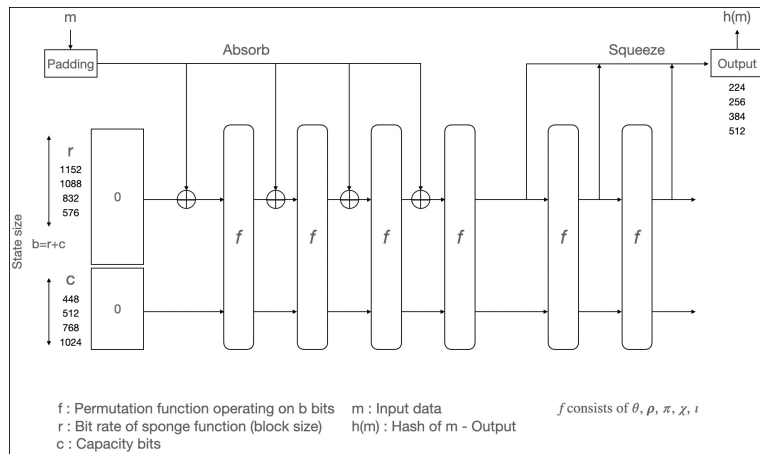 m
h(m)
Padding
Absorb
Squeeze
Output
224
256
384
512
State size
r
1152
1088
832
576
0
b=r+c
c
448
512
768
1024
0
f
f
f
f
f
f
f : Permutation function operating on b bits
r : Bit rate of sponge function (block size)
c : Capacity bits
m : Input data
h(m) : Hash of m - Output
f consists of θ, ρ, π, χ, ι